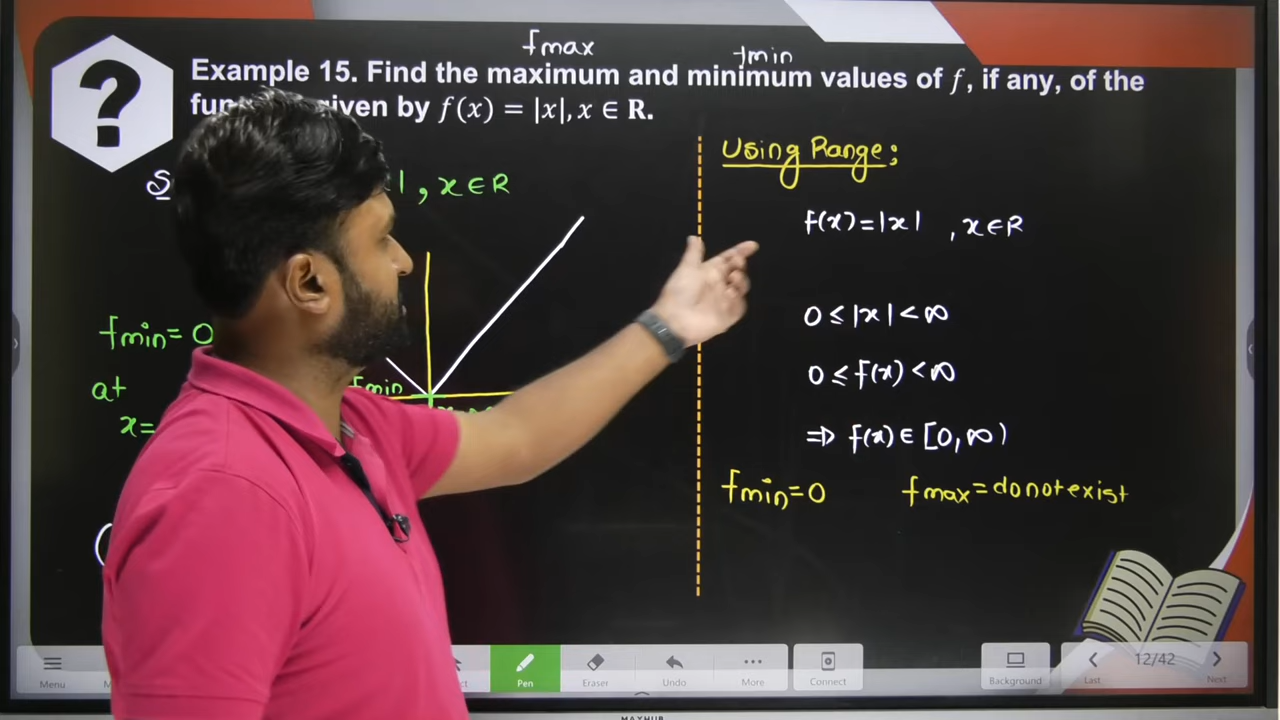 fmax fmin
Example 15. Find the maximum and minimum values of f, if any, of the
given by f(x) = |x|, x ∈ R.
Using Range:
, x∈R
f(x)=|x| , x∈R
0≤|x|<∞
fmin=0
0≤f(x)<∞
fmin
at
x=
⇒ f(x)∈[0,∞)
fmin=0 fmax=donotexist
Menu
Pen
Eraser
Undo
More
Connect
Background
Last
12/42
Next
MAXHUB